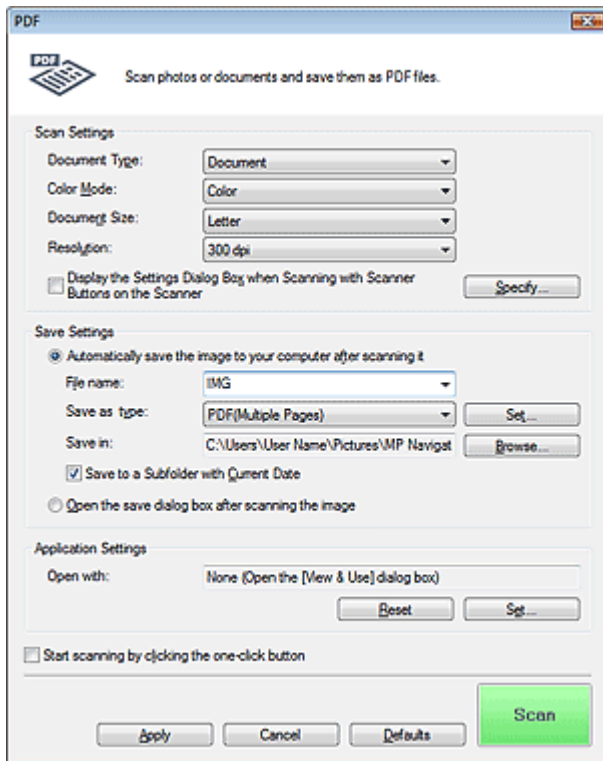 PDF
PDF
Scan photos or documents and save them as PDF files.
Scan Settings
Document Type: Document
Color Mode: Color
Document Size: Letter
Resolution: 300 dpi
Display the Settings Dialog Box when Scanning with Scanner
Buttons on the Scanner
Specify...
Save Settings
Automatically save the image to your computer after scanning it
File name: IMG
Save as type: PDF(Multiple Pages) Set...
Save in: C:\Users\User Name\Pictures\MP Navigat Browse...
Save to a Subfolder with Current Date
Open the save dialog box after scanning the image
Application Settings
Open with: None (Open the [View & Use] dialog box)
Reset Set...
Start scanning by clicking the one-click button
Scan
Apply Cancel Defaults